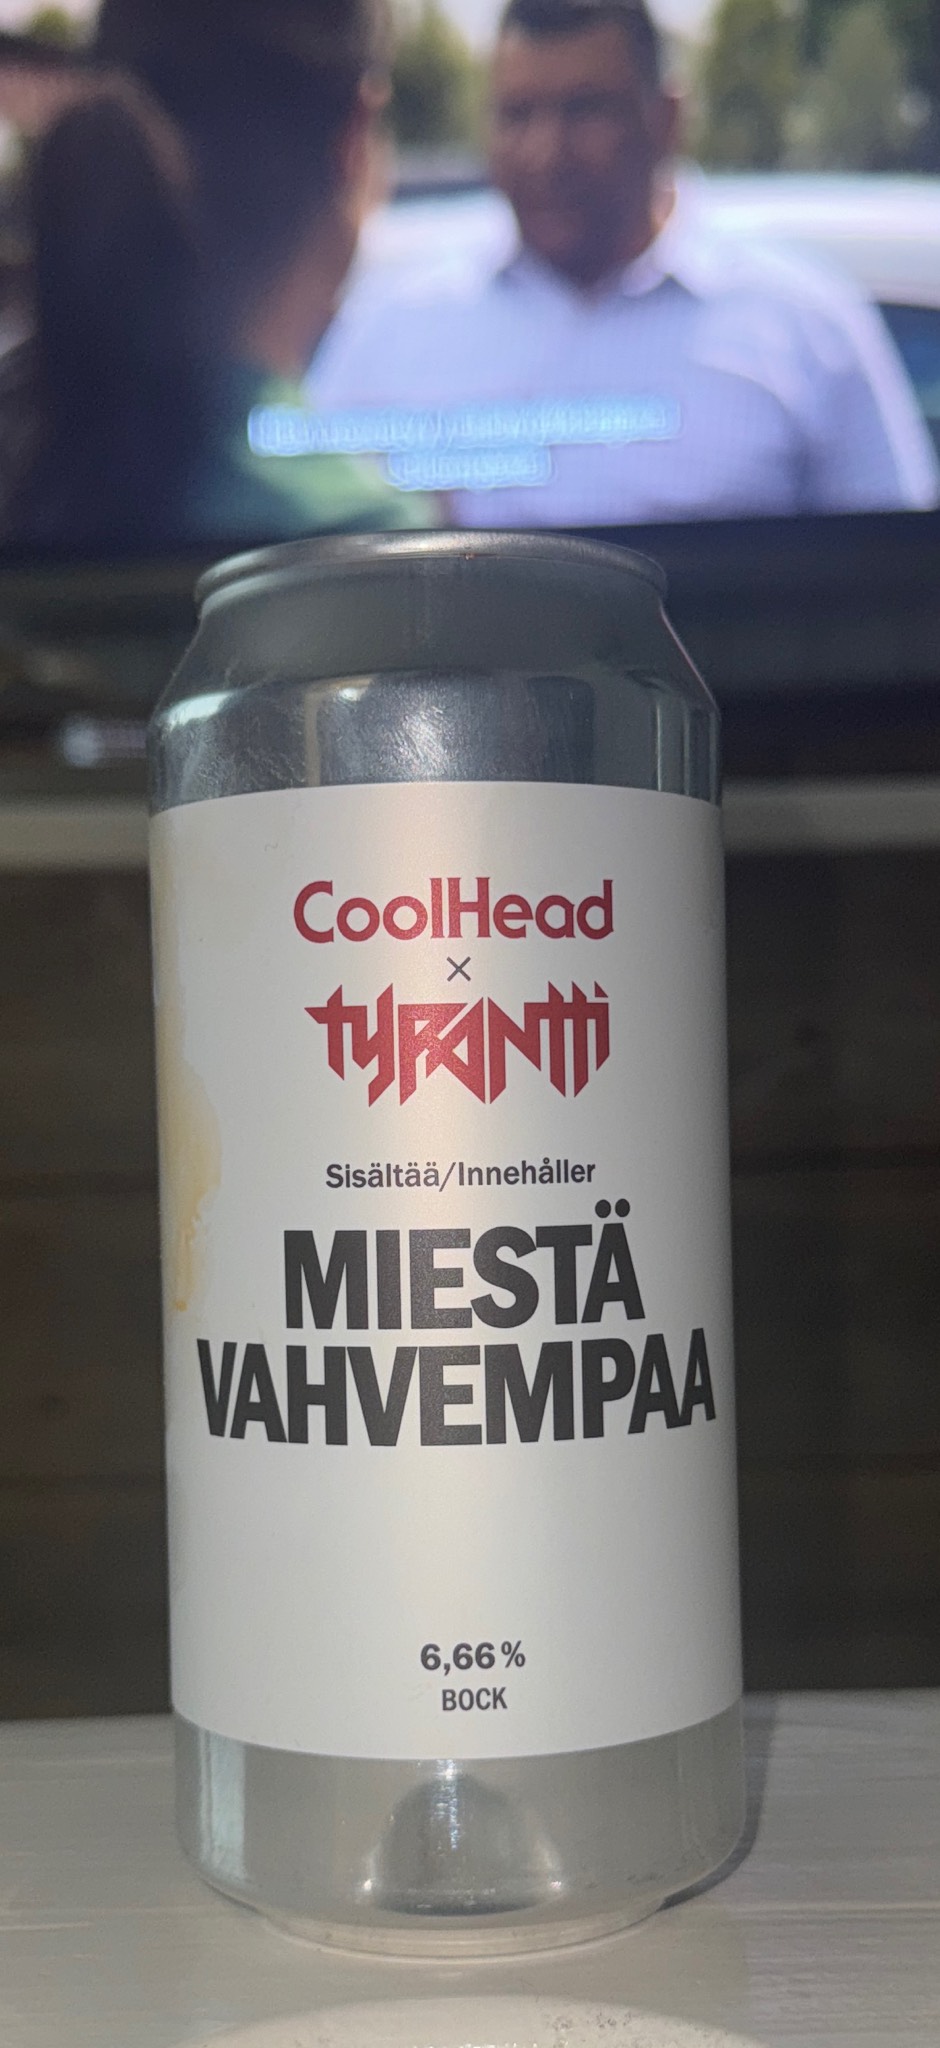 CoolHead
×
tyrantti
Sisältää/Innehåller
MIESTÄ
VAHVEMPAA
6,66 %
BOCK